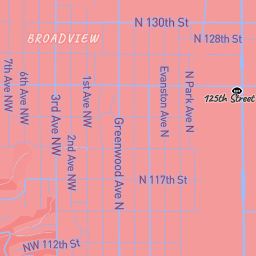 N 130th St
BROADVIEW
N 128th St
7th Ave NW
6th Ave NW
3rd Ave NW
2nd Ave NW
1st Ave NW
Greenwood Ave N
Evanston Ave N
N Park Ave N
125th Street
N 117th St
NW 112th St